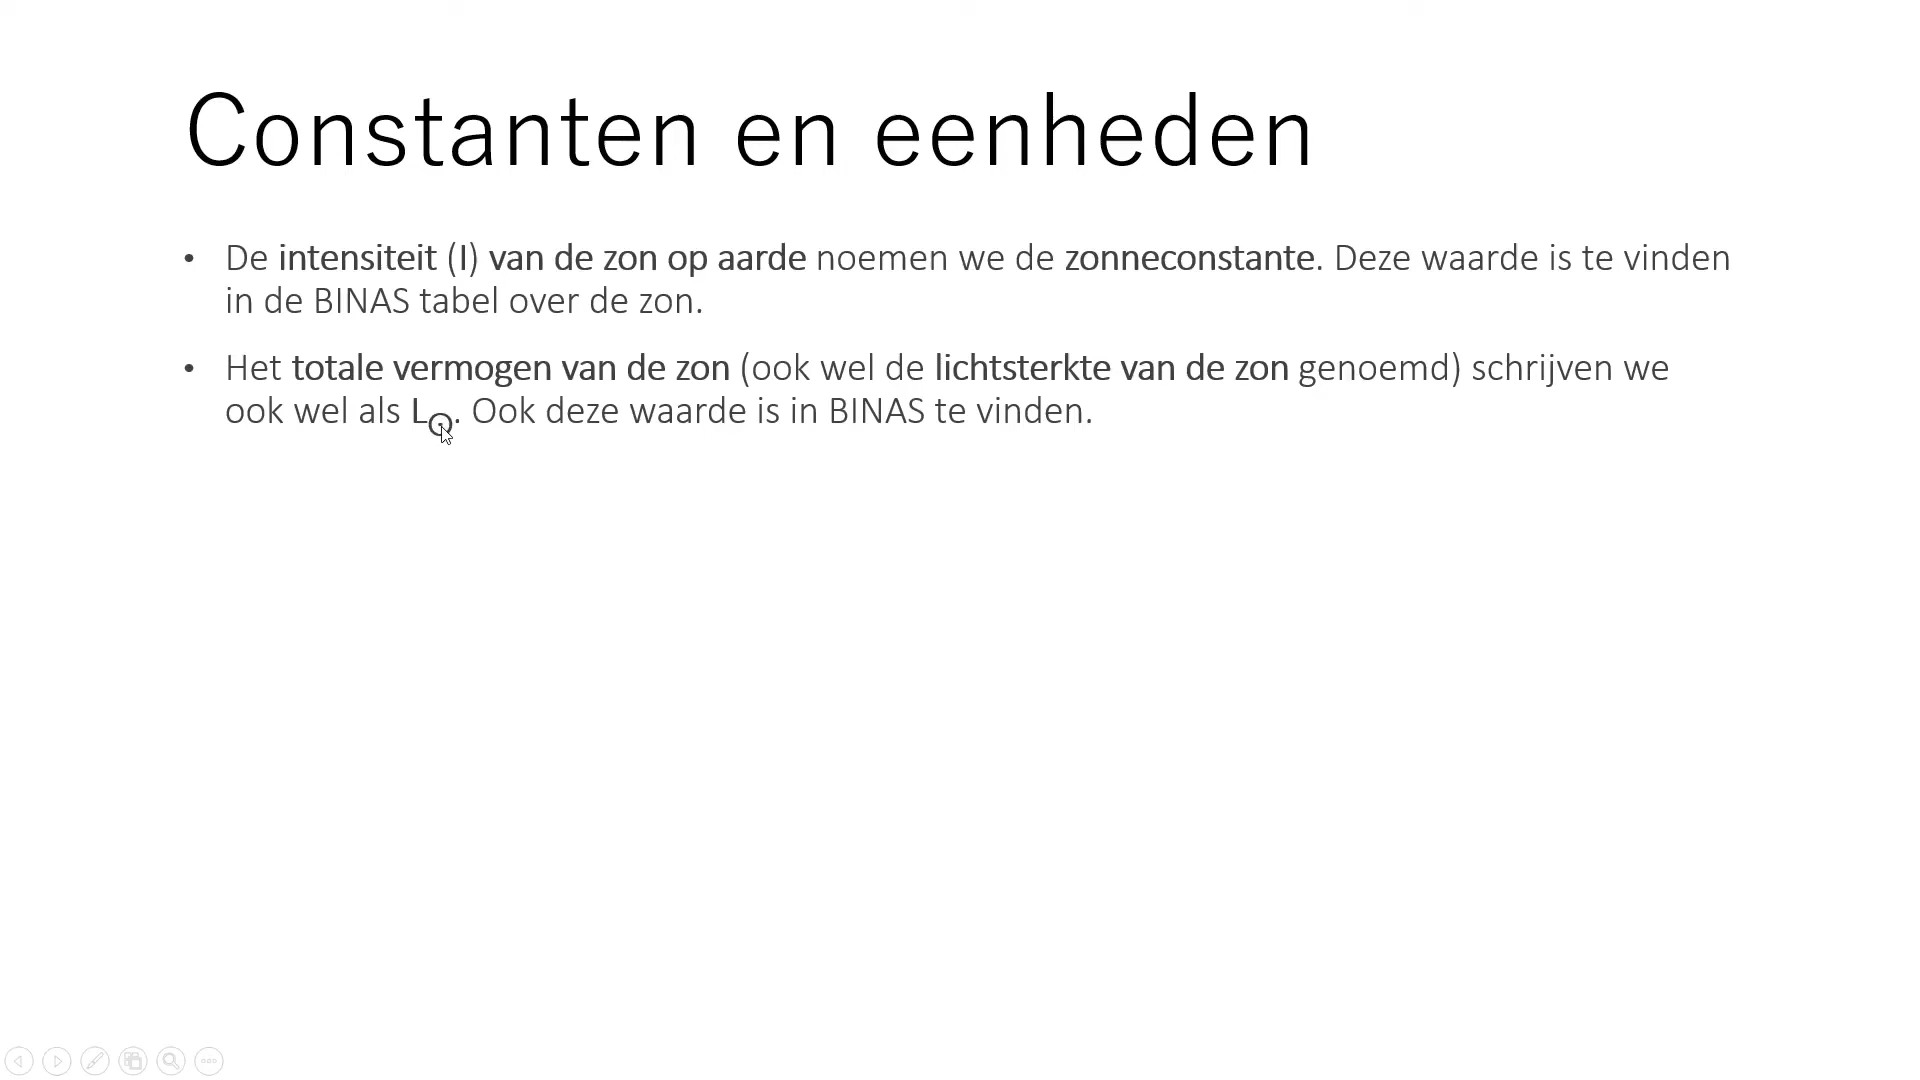 Constanten en eenheden
• De intensiteit (I) van de zon op aarde noemen we de zonneconstante. Deze waarde is te vinden
in de BINAS tabel over de zon.
• Het totale vermogen van de zon (ook wel de lichtsterkte van de zon genoemd) schrijven we
ook wel als L⊙. Ook deze waarde is in BINAS te vinden.